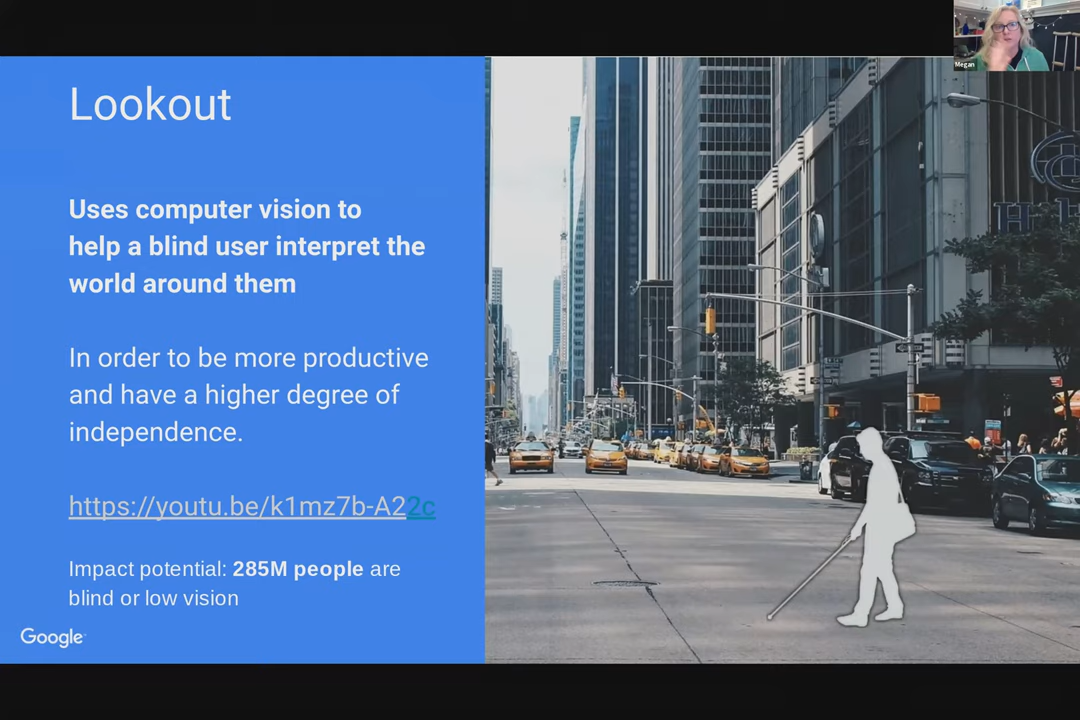 Megan
Lookout
Uses computer vision to
help a blind user interpret the
world around them
In order to be more productive
and have a higher degree of
independence.
https://youtu.be/k1mz7b-A22c
Impact potential: 285M people are
blind or low vision
Google